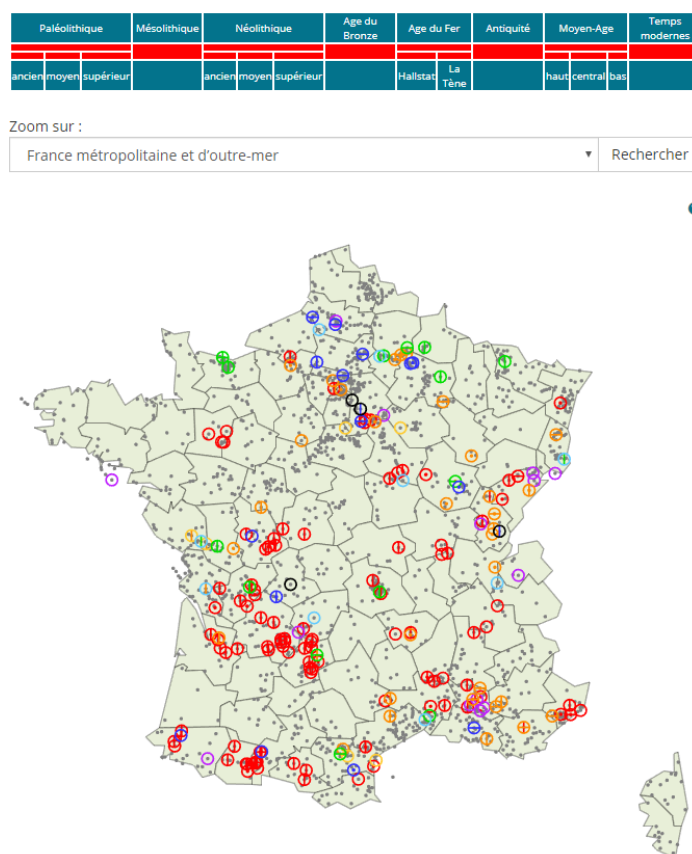 Paléolithique Mésolithique Néolithique Age du Bronze Age du Fer Antiquité Moyen-Age Temps modernes
ancien moyen supérieur ancien moyen supérieur Hallstat La Tène haut central bas
Zoom sur :
France métropolitaine et d'outre-mer ▼ Rechercher